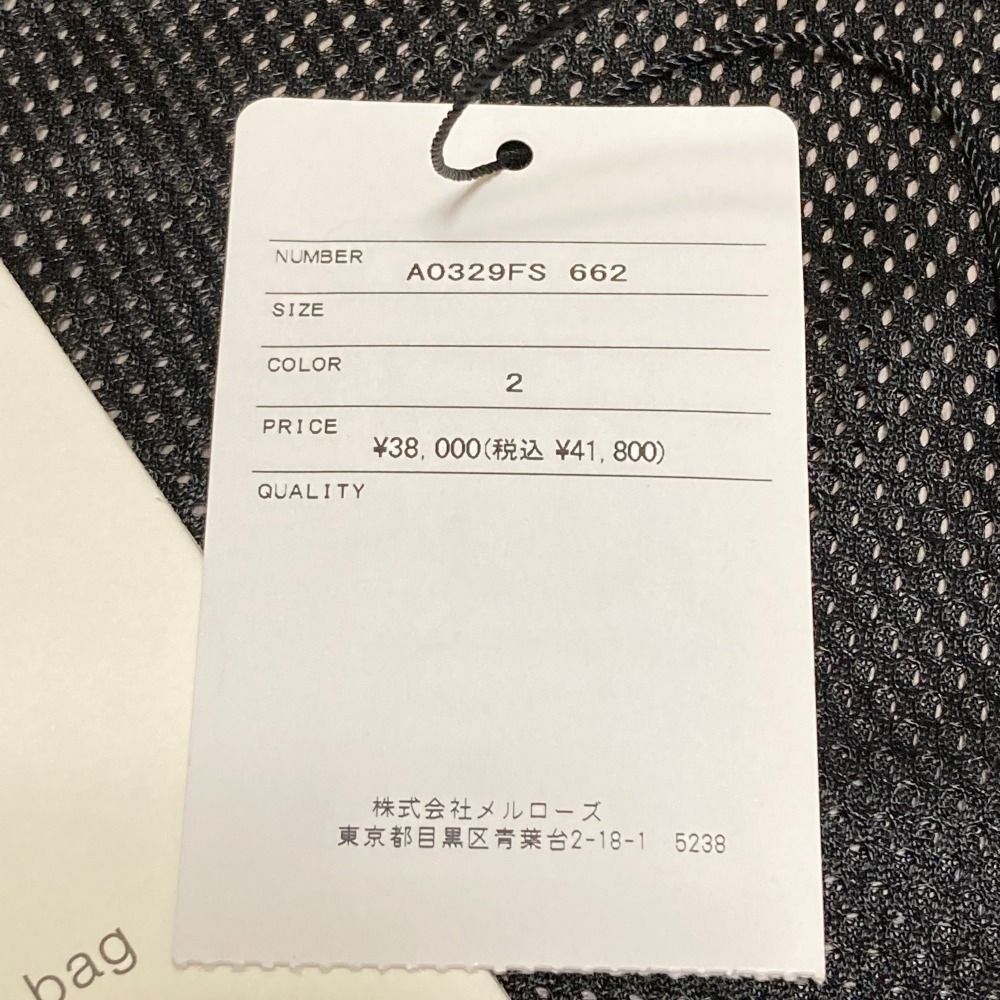 NUMBER A0329FS 662
SIZE
COLOR 2
PRICE ¥38,000(税込 ¥41,800)
QUALITY
株式会社メルローズ
東京都目黒区青葉台2-18-1 5238
bag